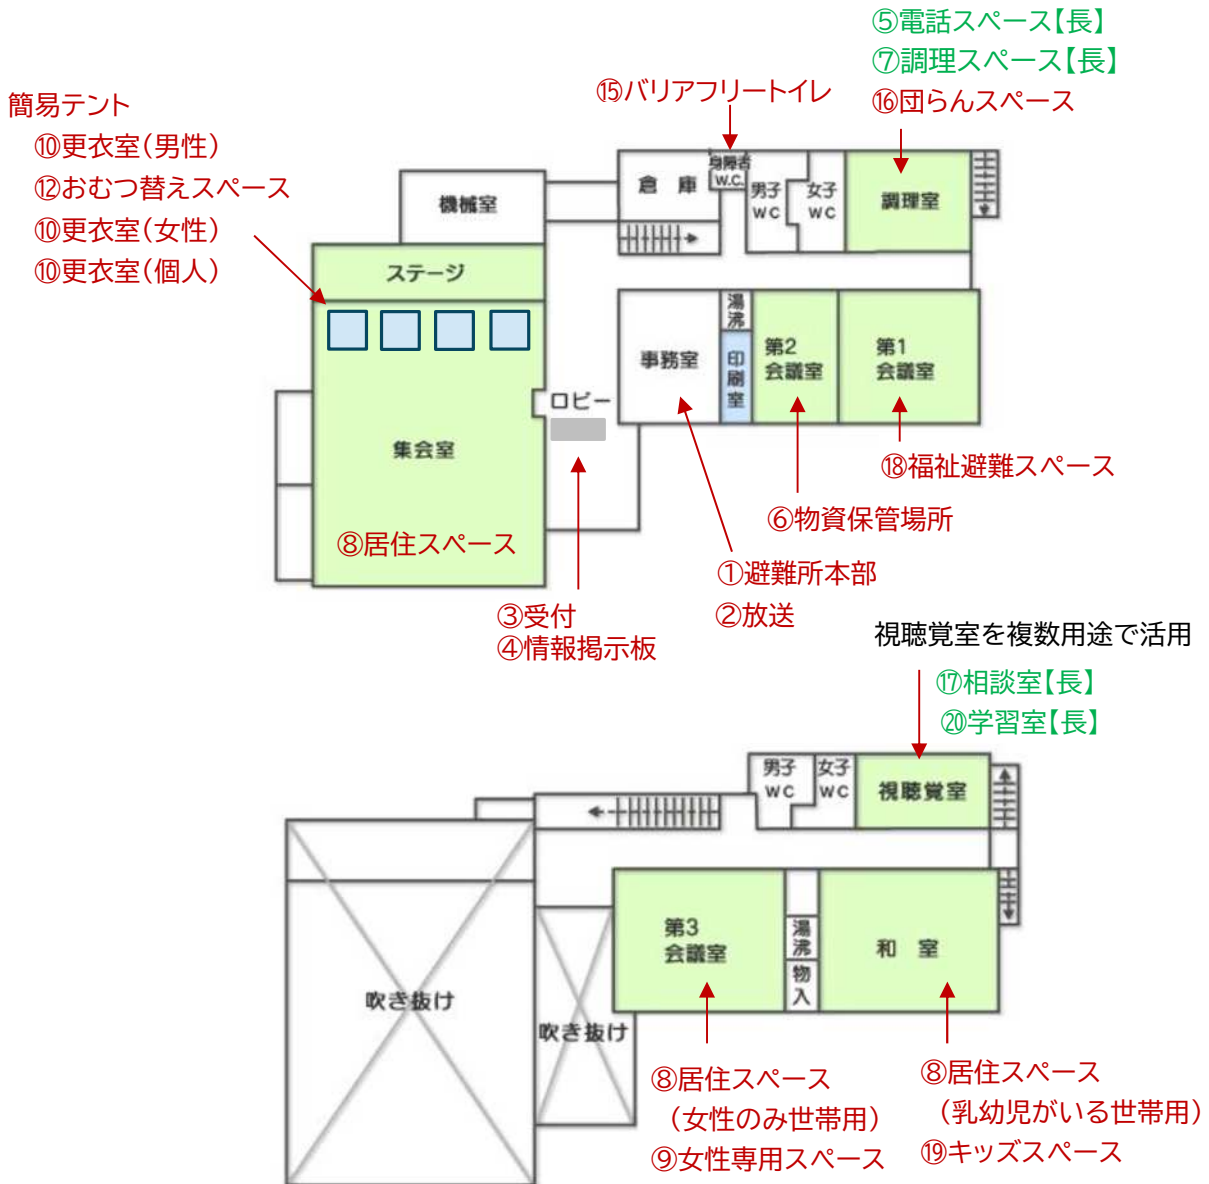 ⑤電話スペース【長】
⑦調理スペース【長】
⑯団らんスペース
⑮バリアフリートイレ
簡易テント
⑩更衣室（男性）
⑫おむつ替えスペース
⑩更衣室（女性）
⑩更衣室（個人）
機械室
倉 庫
身障者
W.C.
男子
WC
女子
WC
調理室
ステージ
事務室
湯沸
印刷室
第2
会議室
第1
会議室
ロビー
集会室
⑧居住スペース
⑱福祉避難スペース
⑥物資保管場所
①避難所本部
②放送
③受付
④情報掲示板
視聴覚室を複数用途で活用
⑰相談室【長】
⑳学習室【長】
男子
WC
女子
WC
視聴覚室
第3
会議室
湯沸
物入
和 室
吹き抜け
吹き抜け
⑧居住スペース
（女性のみ世帯用）
⑨女性専用スペース
⑧居住スペース
（乳幼児がいる世帯用）
⑲キッズスペース